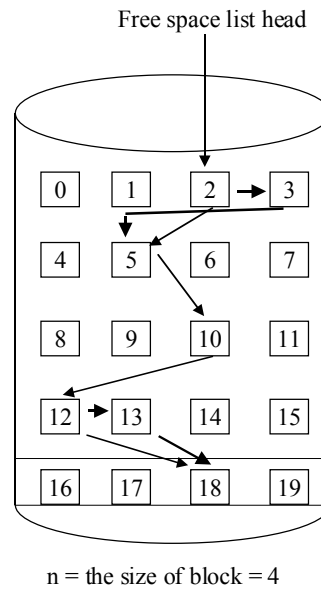 Free space list head
0 1 2 3
4 5 6 7
8 9 10 11
12 13 14 15
16 17 18 19
n = the size of block = 4